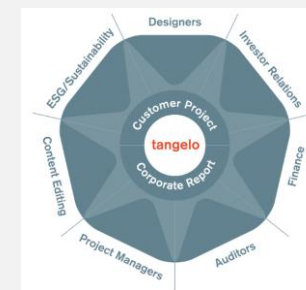 Designers
Investor Relations
Finance
Auditors
Project Managers
Content Editing
ESG/Sustainability
Customer Project
tangelo
Corporate Report